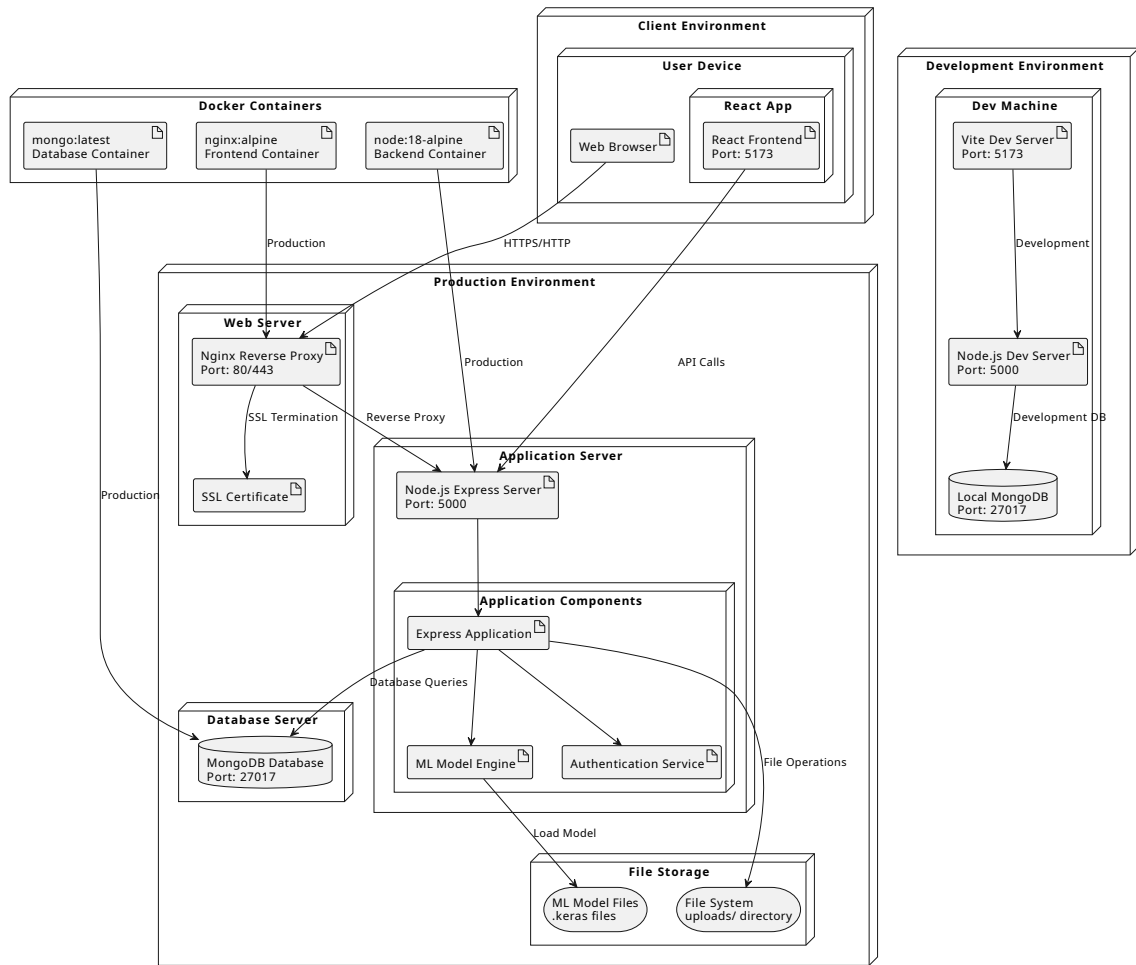 Client Environment
User Device
React App
Web Browser
React Frontend
Port: 5173
Docker Containers
mongo:latest
Database Container
nginx:alpine
Frontend Container
node:18-alpine
Backend Container
Development Environment
Dev Machine
Vite Dev Server
Port: 5173
Development
Node.js Dev Server
Port: 5000
Development DB
Local MongoDB
Port: 27017
Production
HTTPS/HTTP
Production Environment
Web Server
Nginx Reverse Proxy
Port: 80/443
Production
API Calls
SSL Termination
Reverse Proxy
SSL Certificate
Production
Application Server
Node.js Express Server
Port: 5000
Application Components
Express Application
Database Queries
Database Server
MongoDB Database
Port: 27017
ML Model Engine
Authentication Service
File Operations
Load Model
File Storage
ML Model Files
.keras files
File System
uploads/ directory